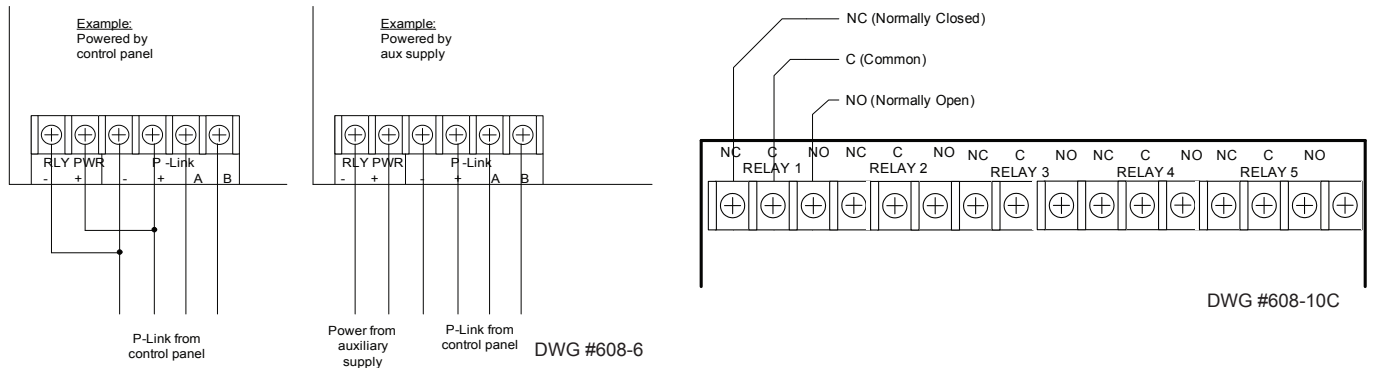 Example:
Powered by
control panel
RLY PWR P -Link
- + - + A B
P-Link from
control panel
Example:
Powered by
aux supply
RLY PWR P -Link
- + - + A B
Power from
auxiliary
supply
P-Link from
control panel
DWG #608-6
NC (Normally Closed)
C (Common)
NO (Normally Open)
NC C NO NC C NO NC C NO NC C NO NC C NO
RELAY 1 RELAY 2 RELAY 3 RELAY 4 RELAY 5
DWG #608-10C